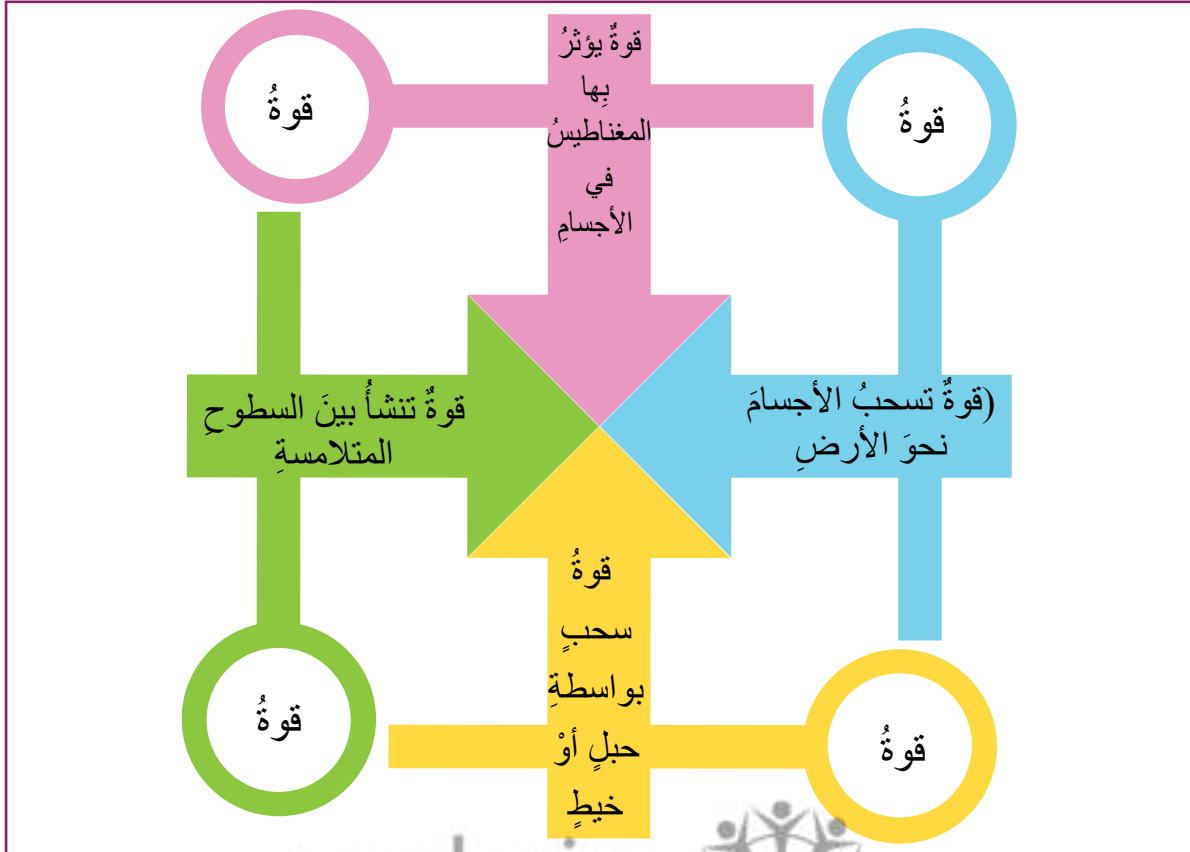 قوةٌ يؤثرُ
بِها
المغناطيسُ
في
الأجسامِ
قوةُ
قوةُ
(قوةٌ تسحبُ الأجسامَ
نحوَ الأرضِ
قوةٌ تنشأُ بينَ السطوحِ
المتلامسةِ
قوةُ
سحبٍ
بواسطةِ
حبلٍ أوْ
خيطٍ
قوةُ
قوةُ